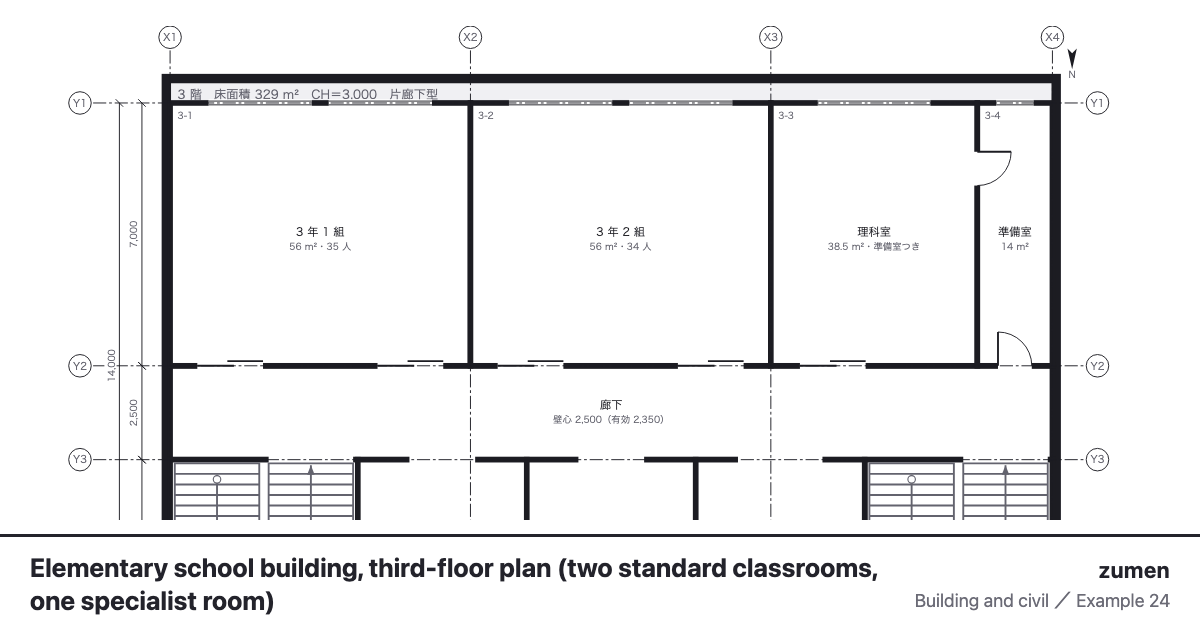 X1
X2
X3
X4
N
3 階　床面積 329 m²　CH=3.000　片廊下型
Y1
Y1
3-1
3-2
3-3
3-4
7,000
3 年 1 組
56 m²・35 人
3 年 2 組
56 m²・34 人
理科室
38.5 m²・準備室つき
準備室
14 m²
Y2
14,000
Y2
2,500
廊下
壁心 2,500（有効 2,350）
Y3
Y3
Elementary school building, third-floor plan (two standard classrooms,
one specialist room)
zumen
Building and civil ／ Example 24